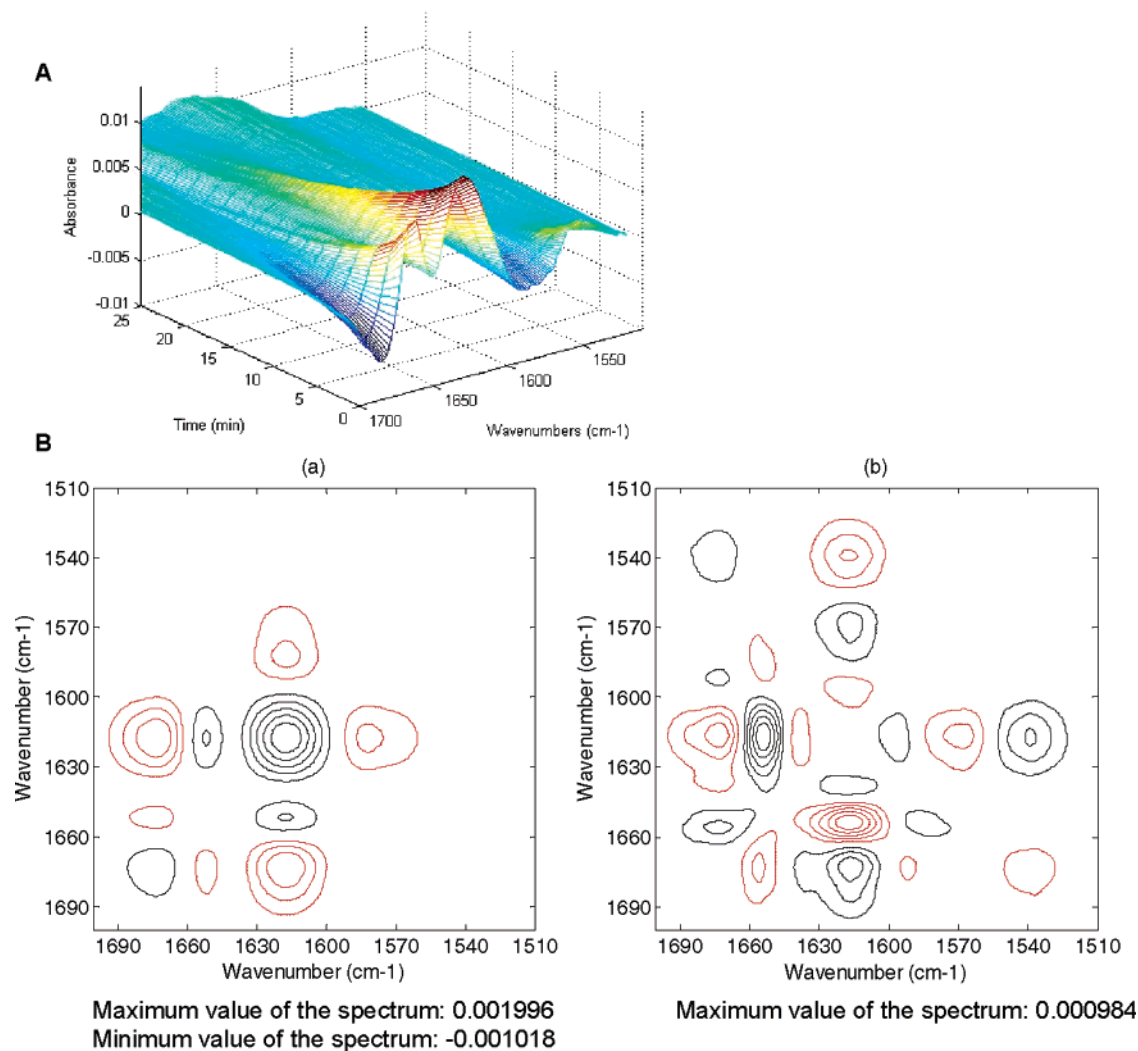 A
0.01
0.005
0
-0.005
-0.01
Absorbance
25
20
15
10
5
0
Time (min)
1700
1650
1600
1550
Wavenumbers (cm-1)
B
(a)
1510
1540
1570
1600
1630
1660
1690
Wavenumber (cm-1)
1690 1660 1630 1600 1570 1540 1510
Wavenumber (cm-1)
Maximum value of the spectrum: 0.001996
Minimum value of the spectrum: -0.001018
(b)
1510
1540
1570
1600
1630
1660
1690
Wavenumber (cm-1)
1690 1660 1630 1600 1570 1540 1510
Wavenumber (cm-1)
Maximum value of the spectrum: 0.000984